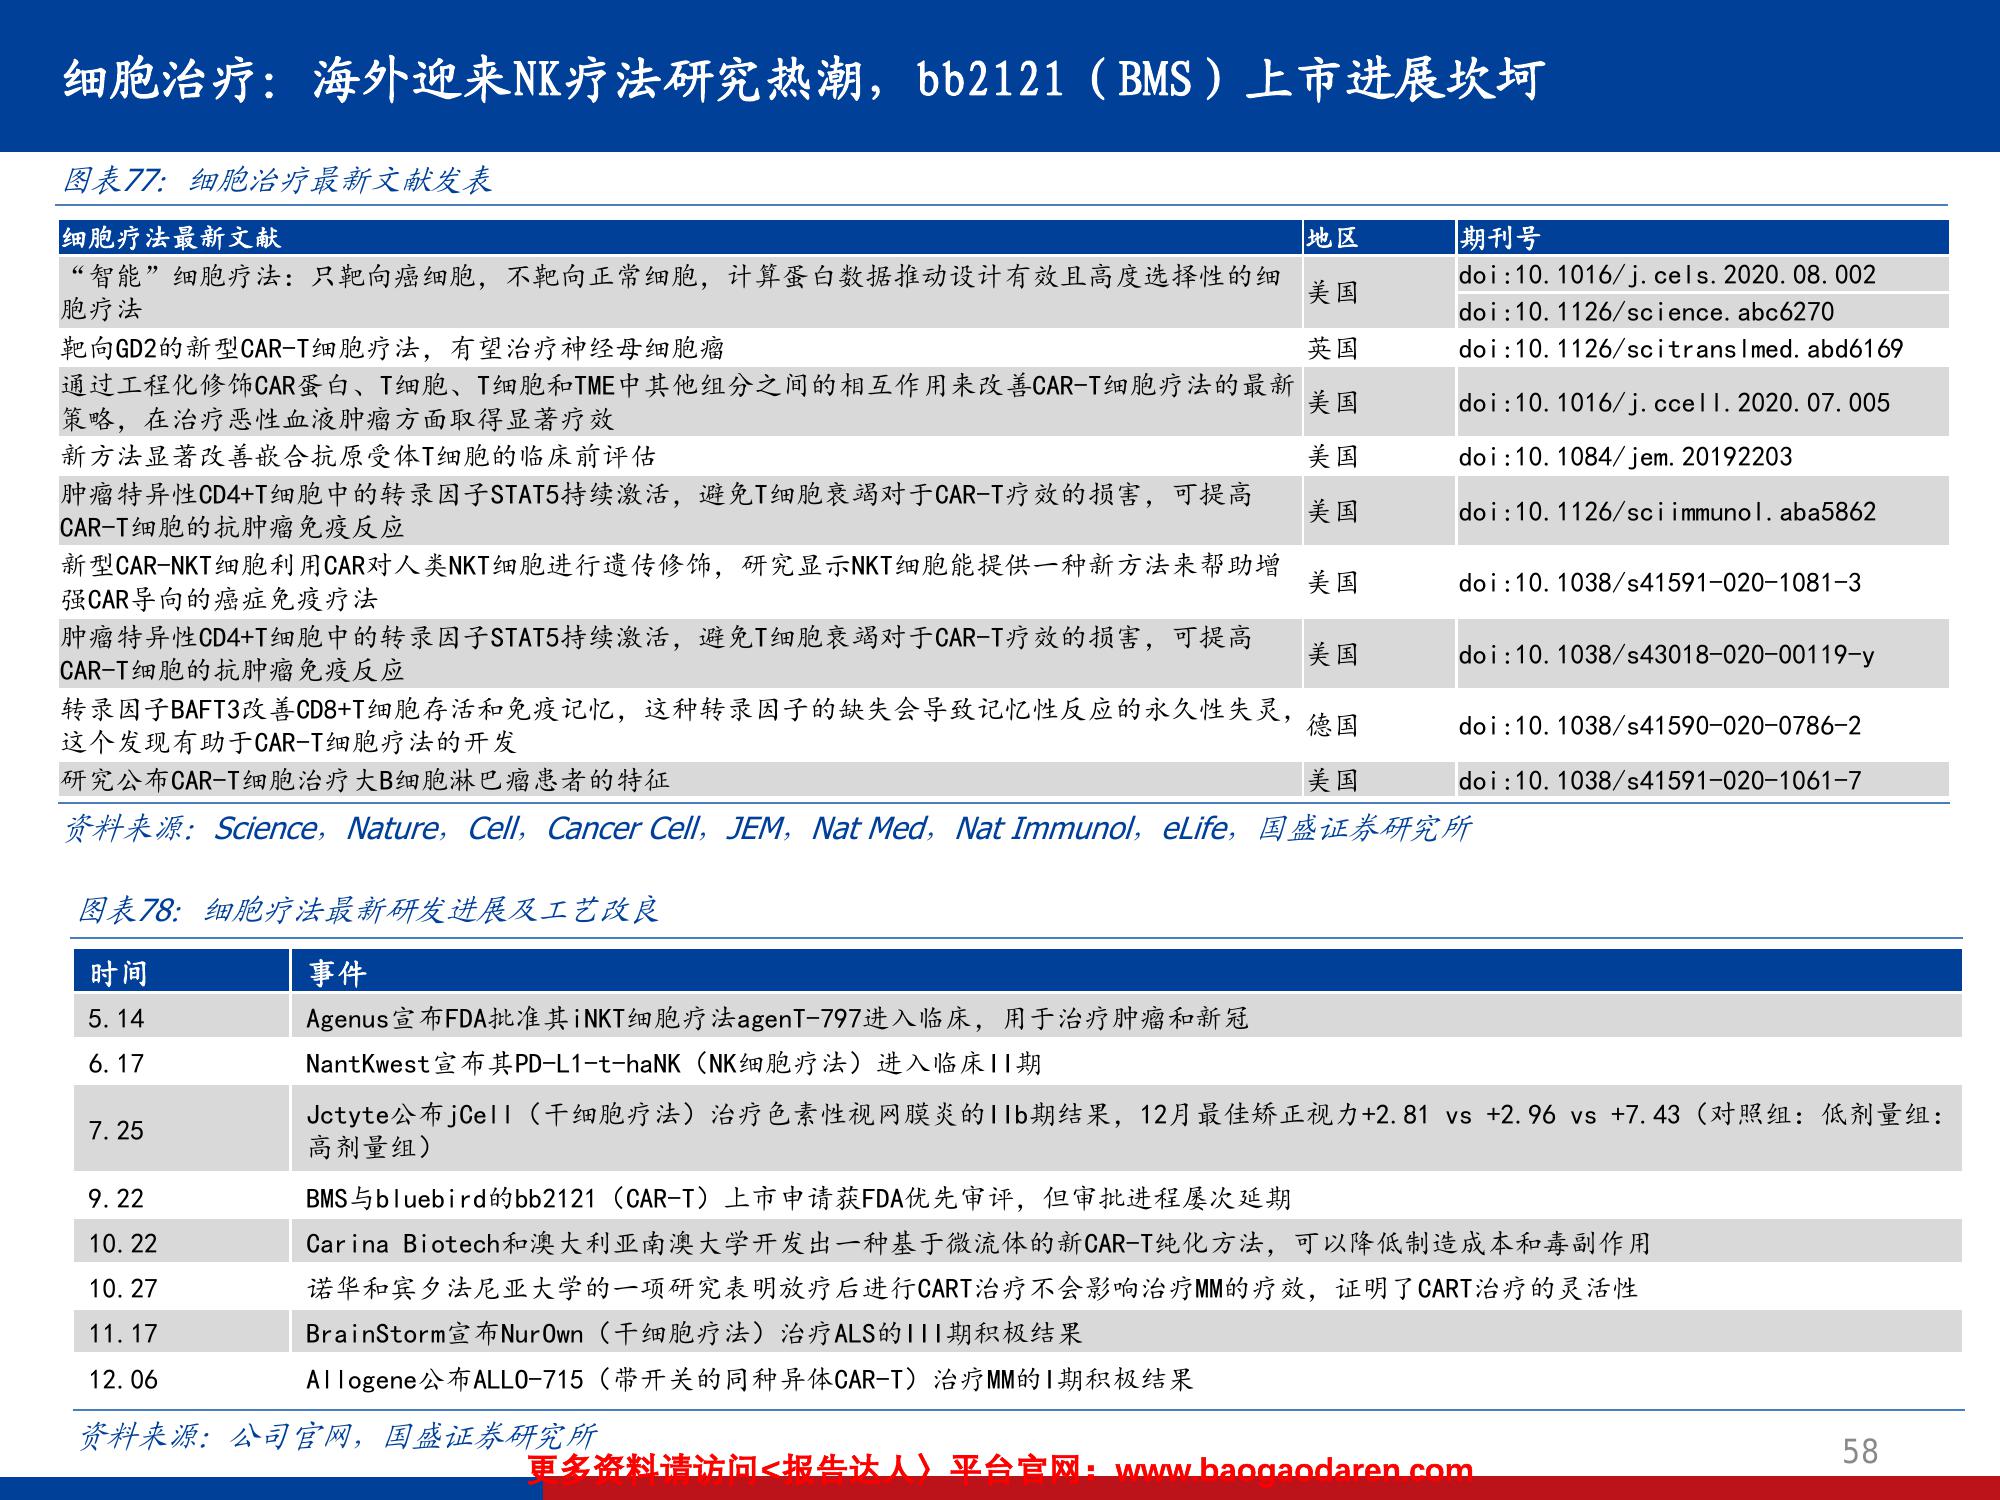 细胞治疗：海外迎来NK疗法研究热潮，bb2121（BMS）上市进展坎坷
图表77：细胞治疗最新文献发表
细胞疗法最新文献 地区 期刊号
“智能”细胞疗法：只靶向癌细胞，不靶向正常细胞，计算蛋白数据推动设计有效且高度选择性的细
胞疗法
美国
doi:10.1016/j.cels.2020.08.002
doi:10.1126/science.abc6270
靶向GD2的新型CAR-T细胞疗法，有望治疗神经母细胞瘤 英国 doi:10.1126/scitranslmed.abd6169
通过工程化修饰CAR蛋白、T细胞、T细胞和TME中其他组分之间的相互作用来改善CAR-T细胞疗法的最新
策略，在治疗恶性血液肿瘤方面取得显著疗效
美国 doi:10.1016/j.ccell.2020.07.005
新方法显著改善嵌合抗原受体T细胞的临床前评估 美国 doi:10.1084/jem.20192203
肿瘤特异性CD4+T细胞中的转录因子STAT5持续激活，避免T细胞衰竭对于CAR-T疗效的损害，可提高
CAR-T细胞的抗肿瘤免疫反应
美国 doi:10.1126/sciimmunol.aba5862
新型CAR-NKT细胞利用CAR对人类NKT细胞进行遗传修饰，研究显示NKT细胞能提供一种新方法来帮助增
强CAR导向的癌症免疫疗法
美国 doi:10.1038/s41591-020-1081-3
肿瘤特异性CD4+T细胞中的转录因子STAT5持续激活，避免T细胞衰竭对于CAR-T疗效的损害，可提高
CAR-T细胞的抗肿瘤免疫反应
美国 doi:10.1038/s43018-020-00119-y
转录因子BAFT3改善CD8+T细胞存活和免疫记忆，这种转录因子的缺失会导致记忆性反应的永久性失灵，
这个发现有助于CAR-T细胞疗法的开发
德国 doi:10.1038/s41590-020-0786-2
研究公布CAR-T细胞治疗大B细胞淋巴瘤患者的特征 美国 doi:10.1038/s41591-020-1061-7
资料来源：Science，Nature，Cell，Cancer Cell，JEM，Nat Med，Nat Immunol，eLife，国盛证券研究所
图表78：细胞疗法最新研发进展及工艺改良
时间 事件
5.14 Agenus宣布FDA批准其iNKT细胞疗法agenT-797进入临床，用于治疗肿瘤和新冠
6.17 NantKwest宣布其PD-L1-t-haNK（NK细胞疗法）进入临床II期
7.25 Jctyte公布jCell（干细胞疗法）治疗色素性视网膜炎的IIb期结果，12月最佳矫正视力+2.81 vs +2.96 vs +7.43（对照组：低剂量组：
高剂量组）
9.22 BMS与bluebird的bb2121（CAR-T）上市申请获FDA优先审评，但审批进程屡次延期
10.22 Carina Biotech和澳大利亚南澳大学开发出一种基于微流体的新CAR-T纯化方法，可以降低制造成本和毒副作用
10.27 诺华和宾夕法尼亚大学的一项研究表明放疗后进行CART治疗不会影响治疗MM的疗效，证明了CART治疗的灵活性
11.17 BrainStorm宣布NurOwn（干细胞疗法）治疗ALS的III期积极结果
12.06 Allogene公布ALLO-715（带开关的同种异体CAR-T）治疗MM的I期积极结果
资料来源：公司官网，国盛证券研究所
更多资料请访问<报告达人〉平台官网：www.baogaodaren.com
58